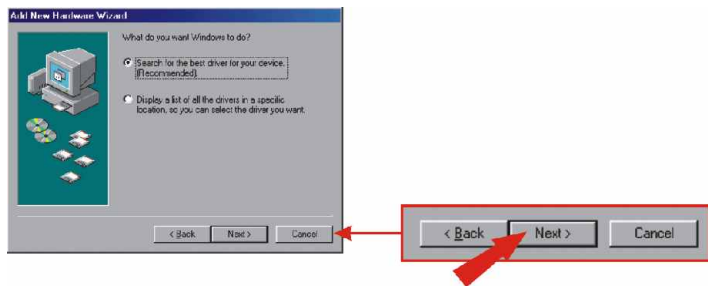 Add New Hardware Wizard
What do you want Windows to do?
Search for the best driver for your device.
(Recommended).
Display a list of all the drivers in a specific
location, so you can select the driver you want.
< Back Next > Cancel
< Back Next > Cancel